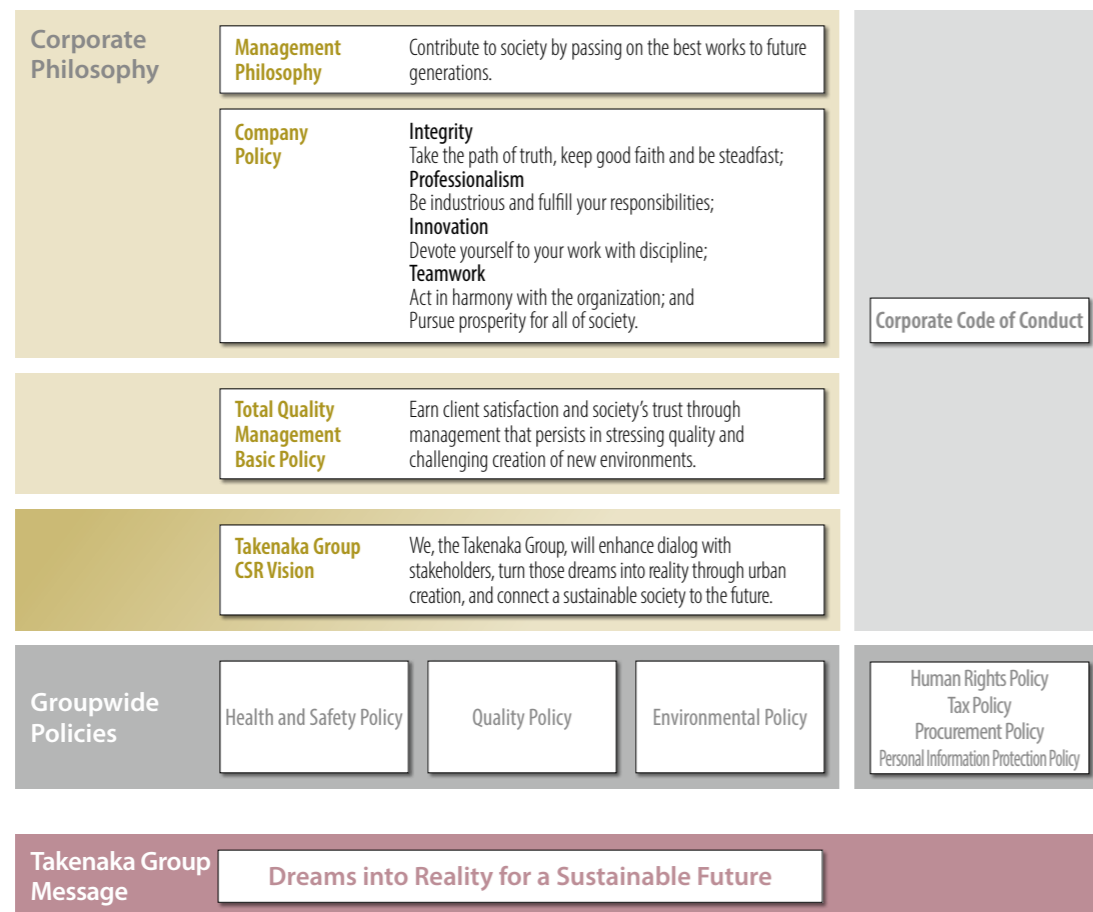 Corporate
Philosophy
Management
Philosophy
Contribute to society by passing on the best works to future
generations.
Company
Policy
Integrity
Take the path of truth, keep good faith and be steadfast;
Professionalism
Be industrious and fulfill your responsibilities;
Innovation
Devote yourself to your work with discipline;
Teamwork
Act in harmony with the organization; and
Pursue prosperity for all of society.
Corporate Code of Conduct
Total Quality
Management
Basic Policy
Earn client satisfaction and society’s trust through
management that persists in stressing quality and
challenging creation of new environments.
Takenaka Group
CSR Vision
We, the Takenaka Group, will enhance dialog with
stakeholders, turn those dreams into reality through urban
creation, and connect a sustainable society to the future.
Groupwide
Policies
Health and Safety Policy
Quality Policy
Environmental Policy
Human Rights Policy
Tax Policy
Procurement Policy
Personal Information Protection Policy
Takenaka Group
Message
Dreams into Reality for a Sustainable Future